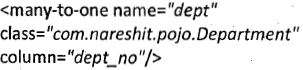 <many-to-one name="dept"
class="com.nareshit.pojo.Department"
column="dept_no"/>